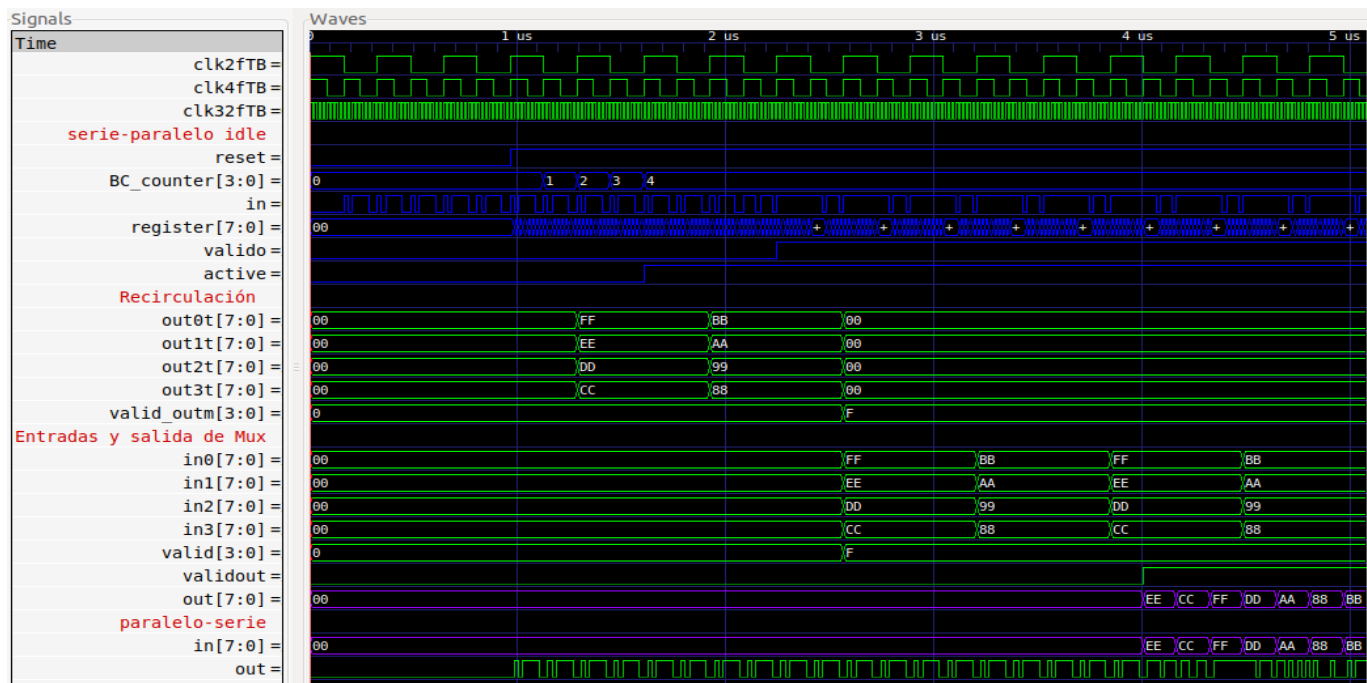 Signals Waves
Time 0 1 us 2 us 3 us 4 us 5 us
clk2fTB =
clk4fTB =
clk32fTB =
serie-paralelo idle
reset =
BC_counter[3:0] = 0 1 2 3 4
in =
register[7:0] = 00 + + + + + + + + +
valido =
active =
Recirculación
out0t[7:0] = 00 FF BB 00
out1t[7:0] = 00 EE AA 00
out2t[7:0] = 00 DD 99 00
out3t[7:0] = 00 CC 88 00
valid_outm[3:0] = 0 F
Entradas y salida de Mux
in0[7:0] = 00 FF BB FF BB
in1[7:0] = 00 EE AA EE AA
in2[7:0] = 00 DD 99 DD 99
in3[7:0] = 00 CC 88 CC 88
valid[3:0] = 0 F
validout =
out[7:0] = 00 EE CC FF DD AA 88 BB
paralelo-serie
in[7:0] = 00 EE CC FF DD AA 88 BB
out =